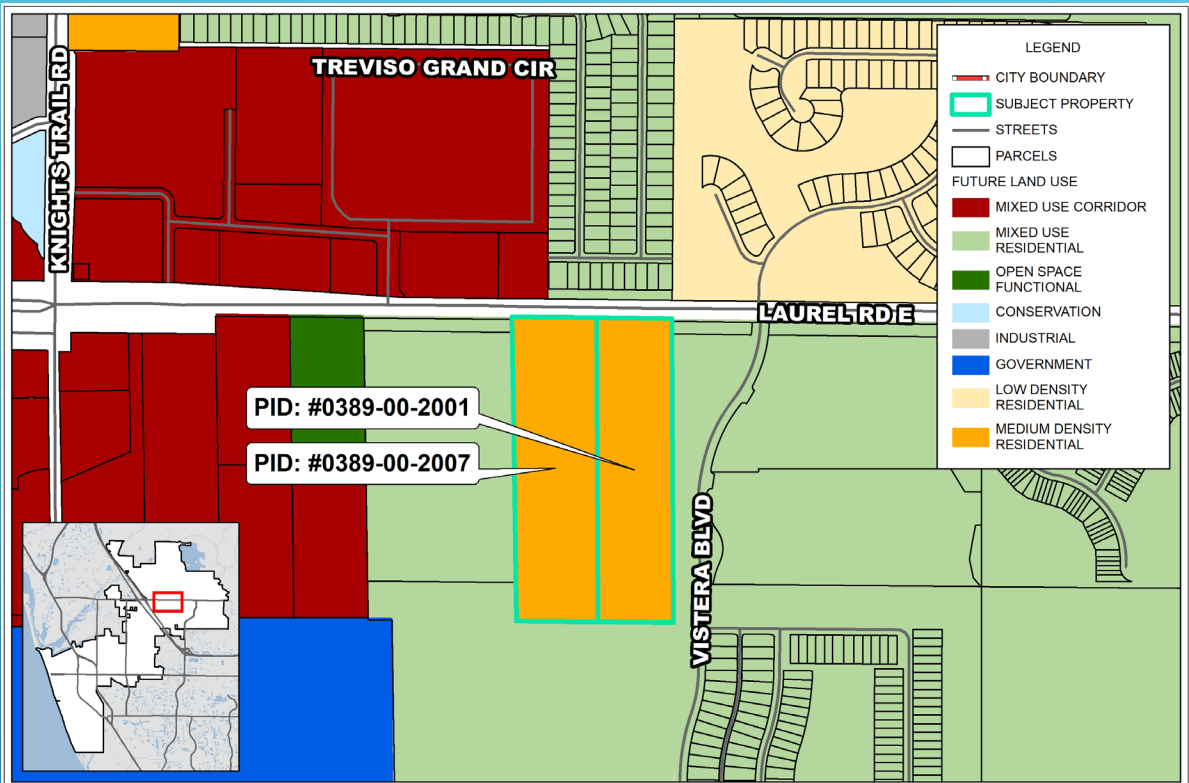 KNIGHTS TRAIL RD
TREVISO GRAND CIR
LAUREL RD E
PID: #0389-00-2001
PID: #0389-00-2007
VISTERA BLVD
LEGEND
CITY BOUNDARY
SUBJECT PROPERTY
STREETS
PARCELS
FUTURE LAND USE
MIXED USE CORRIDOR
MIXED USE
RESIDENTIAL
OPEN SPACE
FUNCTIONAL
CONSERVATION
INDUSTRIAL
GOVERNMENT
LOW DENSITY
RESIDENTIAL
MEDIUM DENSITY
RESIDENTIAL